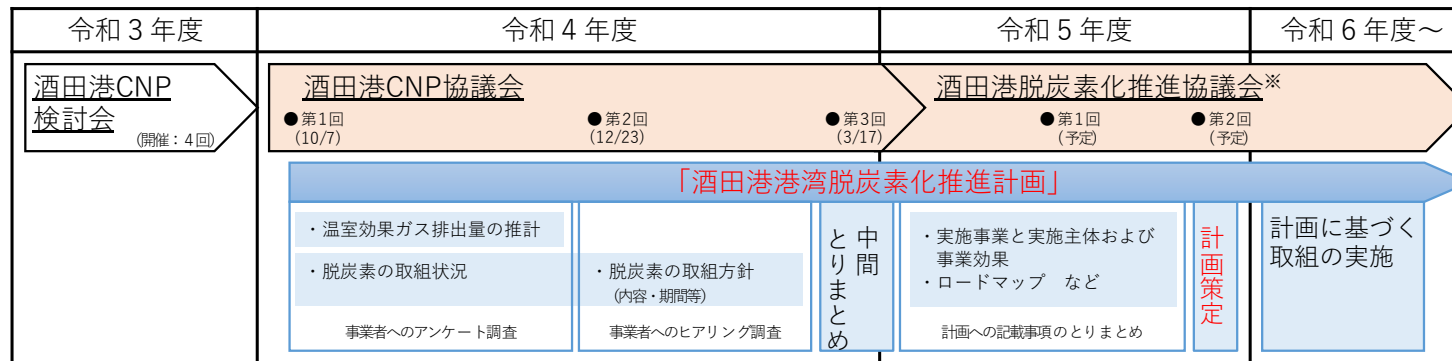 令和３年度
令和４年度
令和５年度
令和６年度～
酒田港CNP
検討会
(開催：４回)
酒田港CNP協議会
●第1回
(10/7)
●第2回
(12/23)
●第3回
(3/17)
酒田港脱炭素化推進協議会※
●第1回
(予定)
●第2回
(予定)
「酒田港港湾脱炭素化推進計画」
・温室効果ガス排出量の推計
・脱炭素の取組状況
事業者へのアンケート調査
・脱炭素の取組方針
(内容・期間等)
事業者へのヒアリング調査
中間
とりまとめ
・実施事業と実施主体および
事業効果
・ロードマップ　など
計画への記載事項のとりまとめ
計画策定
計画に基づく
取組の実施